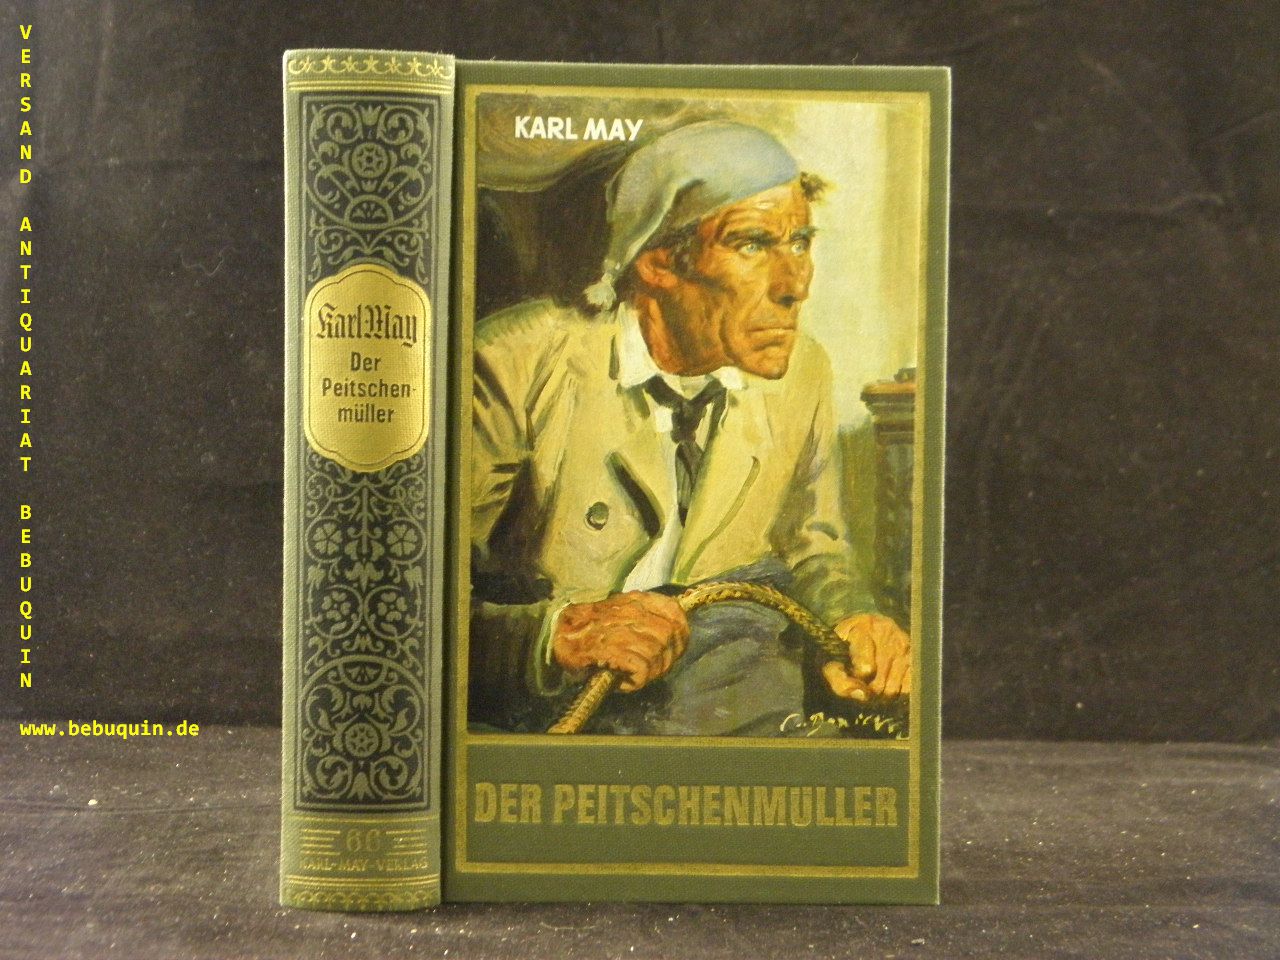 VERSAND ANTIQUARIAT BEBUQUIN
www.bebuquin.de
Karl May
Der
Peitschen-
müller
66
KARL-MAY-VERLAG
KARL MAY
DER PEITSCHENMÜLLER